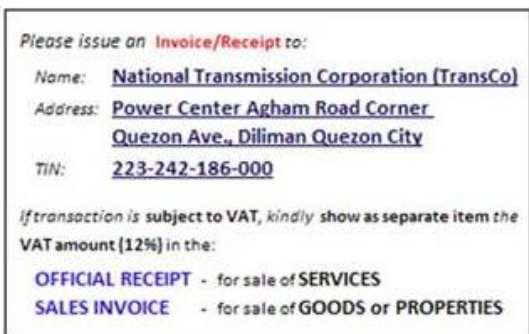 Please issue an Invoice/Receipt to:
Name: National Transmission Corporation (TransCo)
Address: Power Center Agham Road Corner
Quezon Ave., Diliman Quezon City
TIN: 223-242-186-000
If transaction is subject to VAT, kindly show as separate item the
VAT amount (12%) in the:
OFFICIAL RECEIPT - for sale of SERVICES
SALES INVOICE - for sale of GOODS or PROPERTIES